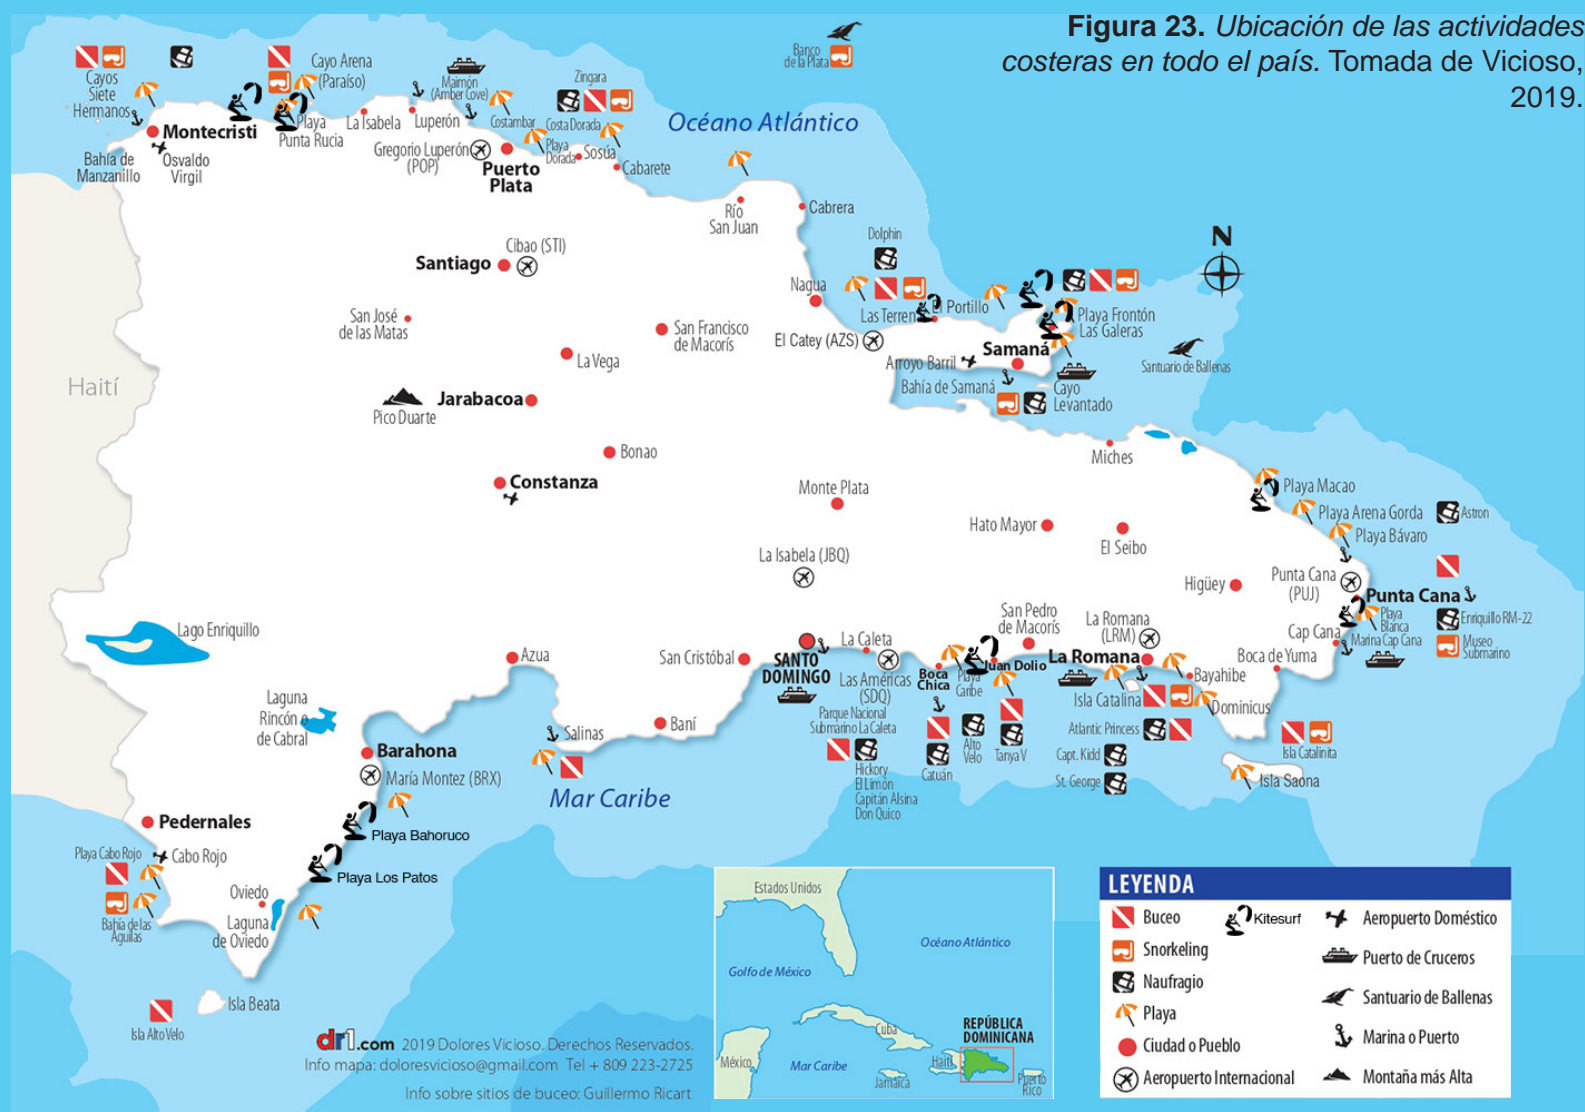 Figura 23. Ubicación de las actividades
costeras en todo el país. Tomada de Vicioso,
2019.
Banco
de la Plata
Cayos
Siete
Hermanos
Cayo Arena
(Paraíso)
Maimón
(Amber Cove)
Zingara
Montecristi
Playa
Punta Rucia
La Isabela
Luperón
Costambar
Costa Dorada
Océano Atlántico
Bahía de
Manzanillo
Osvaldo
Virgil
Gregorio Luperón
(POP)
Puerto
Plata
Playa
Dorada
Sosúa
Cabarete
Río
San Juan
Cabrera
Dolphin
N
Santiago
Cibao (STI)
Nagua
Las Terren
El Portillo
Playa Frontón
Las Galeras
San José
de las Matas
San Francisco
de Macorís
El Catey (AZS)
Samaná
Santuario de Ballenas
La Vega
Arroyo Barril
Bahía de Samaná
Cayo
Levantado
Haití
Pico Duarte
Jarabacoa
Bonao
Miches
Constanza
Monte Plata
Playa Macao
Playa Arena Gorda
Astron
Playa Bávaro
Hato Mayor
El Seibo
La Isabela (JBQ)
Higüey
Punta Cana
(PUJ)
Punta Cana
Playa
Blanca
Enriquillo RM-22
Cap Cana
Marina Cap Cana
Museo
Submarino
Lago Enriquillo
Azua
San Cristóbal
SANTO
DOMINGO
La Caleta
Las Américas
(SDQ)
Boca
Chica
Playa
Caribe
Juan Dolio
San Pedro
de Macorís
La Romana
(LRM)
La Romana
Bayahibe
Boca de Yuma
Isla Catalina
Dominicus
Laguna
Rincón o
de Cabral
Salinas
Baní
Parque Nacional
Submarino La Caleta
Hickory
El Limón
Capitán Alsina
Don Quico
Catuán
Alto
Velo
Tanya V
Atlantic Princess
Capt. Kidd
St. George
Isla Catalinita
Isla Saona
Barahona
María Montez (BRX)
Mar Caribe
Pedernales
Playa Bahoruco
Playa Cabo Rojo
Cabo Rojo
Playa Los Patos
Oviedo
Laguna
de Oviedo
Bahía de las
Águilas
Isla Beata
Isla Alto Velo
dr1.com 2019 Dolores Vicioso. Derechos Reservados.
Info mapa: doloresvicioso@gmail.com Tel + 809 223-2725
Info sobre sitios de buceo: Guillermo Ricart
Estados Unidos
Océano Atlántico
Golfo de México
Cuba
REPÚBLICA
DOMINICANA
México
Mar Caribe
Haití
Jamaica
Puerto
Rico
LEYENDA
Buceo
Kitesurf
Aeropuerto Doméstico
Snorkeling
Puerto de Cruceros
Naufragio
Santuario de Ballenas
Playa
Marina o Puerto
Ciudad o Pueblo
Montaña más Alta
Aeropuerto Internacional